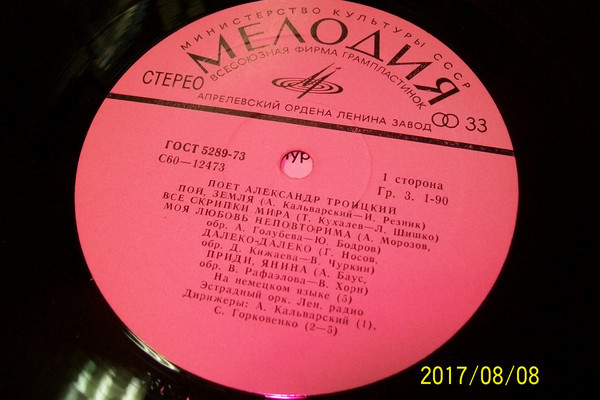 МИНИСТЕРСТВО КУЛЬТУРЫ СССР
МЕЛОДИЯ
ВСЕСОЮЗНАЯ ФИРМА ГРАМПЛАСТИНОК
СТЕРЕО
АПРЕЛЕВСКИЙ ОРДЕНА ЛЕНИНА ЗАВОД
33
ГОСТ 5289-73
С60—12473
ТУР
1 сторона
Гр. 3. 1-90
ПОЕТ АЛЕКСАНДР ТРОИЦКИЙ
ПОЙ, ЗЕМЛЯ (А. Кальварский—И. Резник)
ВСЕ СКРИПКИ МИРА (Т. Кухалев—Л. Шишко)
МОЯ ЛЮБОВЬ НЕПОВТОРИМА (А. Морозов,
обр. А. Голубева—Ю. Бодров)
ДАЛЕКО-ДАЛЕКО (Г. Носов,
обр. Д. Кижаева—В. Чуркин)
ПРИДИ, ЯНИНА (А. Баус,
обр. В. Рафаэлова—В. Хорн)
На немецком языке (5)
Эстрадный орк. Лен. радио
Дирижеры: А. Кальварский (1),
С. Горковенко (2—5)
2017/08/08